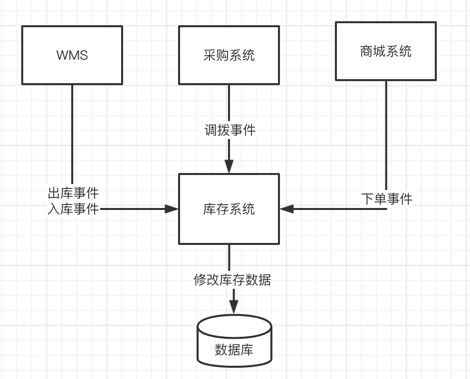 WMS
采购系统
商城系统
调拨事件
出库事件
入库事件
库存系统
下单事件
修改库存数据
数据库